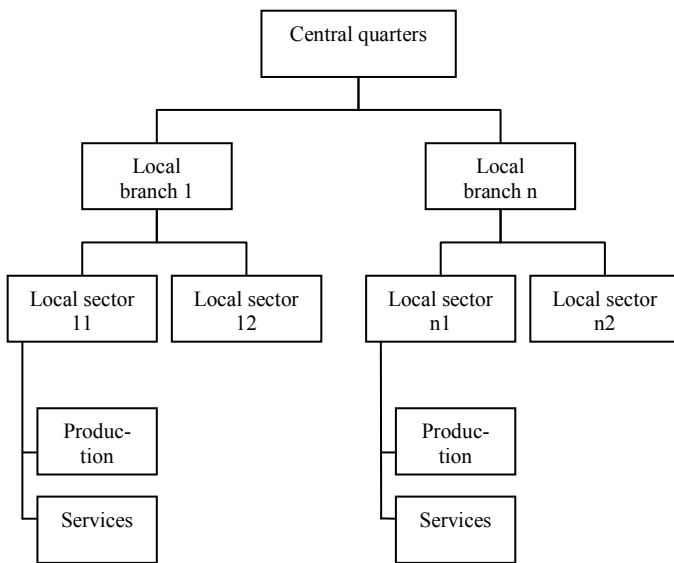 Central quarters
Local
branch 1
Local
branch n
Local sector
11
Local sector
12
Local sector
n1
Local sector
n2
Produc-
tion
Produc-
tion
Services
Services